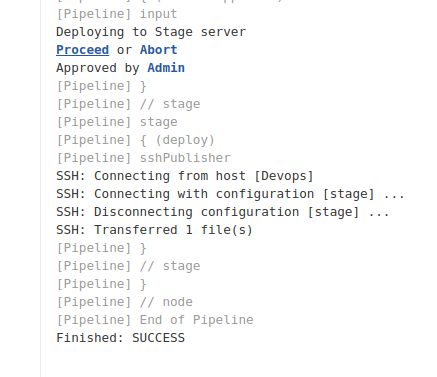 [Pipeline] input
Deploying to Stage server
Proceed or Abort
Approved by Admin
[Pipeline] }
[Pipeline] // stage
[Pipeline] stage
[Pipeline] { (deploy)
[Pipeline] sshPublisher
SSH: Connecting from host [Devops]
SSH: Connecting with configuration [stage] ...
SSH: Disconnecting configuration [stage] ...
SSH: Transferred 1 file(s)
[Pipeline] }
[Pipeline] // stage
[Pipeline] }
[Pipeline] // node
[Pipeline] End of Pipeline
Finished: SUCCESS